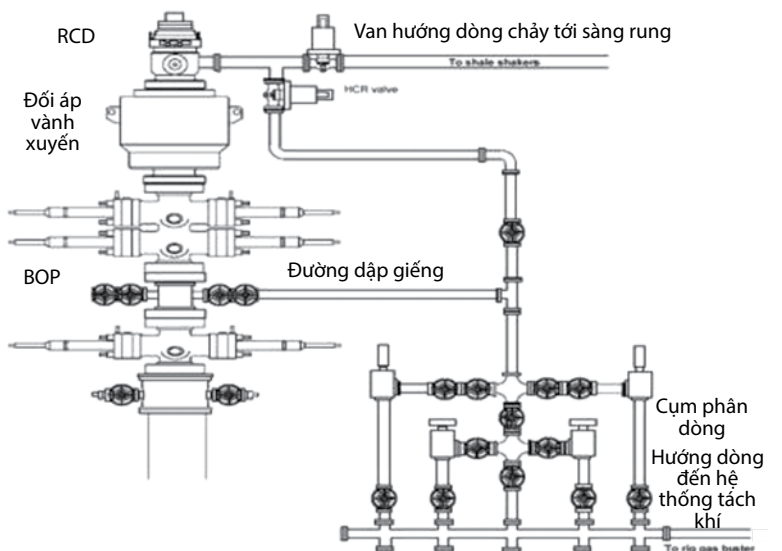 RCD
Van hướng dòng chảy tới sàng rung
To shale shakers
HCR valve
Đối áp
vành
xuyến
BOP
Đường dập giếng
Cụm phân
dòng
Hướng dòng
đến hệ
thống tách
khí
To rig gas buster